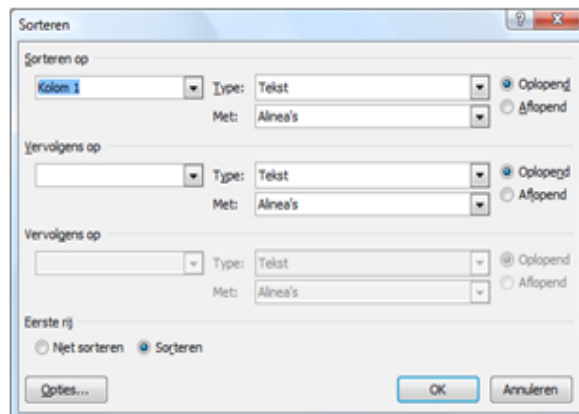 Sorteren
Sorteren op
Kolom 1 Type: Tekst Oplopend
Met: Alinea's Aflopend
Vervolgens op
Type: Tekst Oplopend
Met: Alinea's Aflopend
Vervolgens op
Type: Tekst Oplopend
Met: Alinea's Aflopend
Eerste rij
Niet sorteren Sorteren
Opties... OK Annuleren